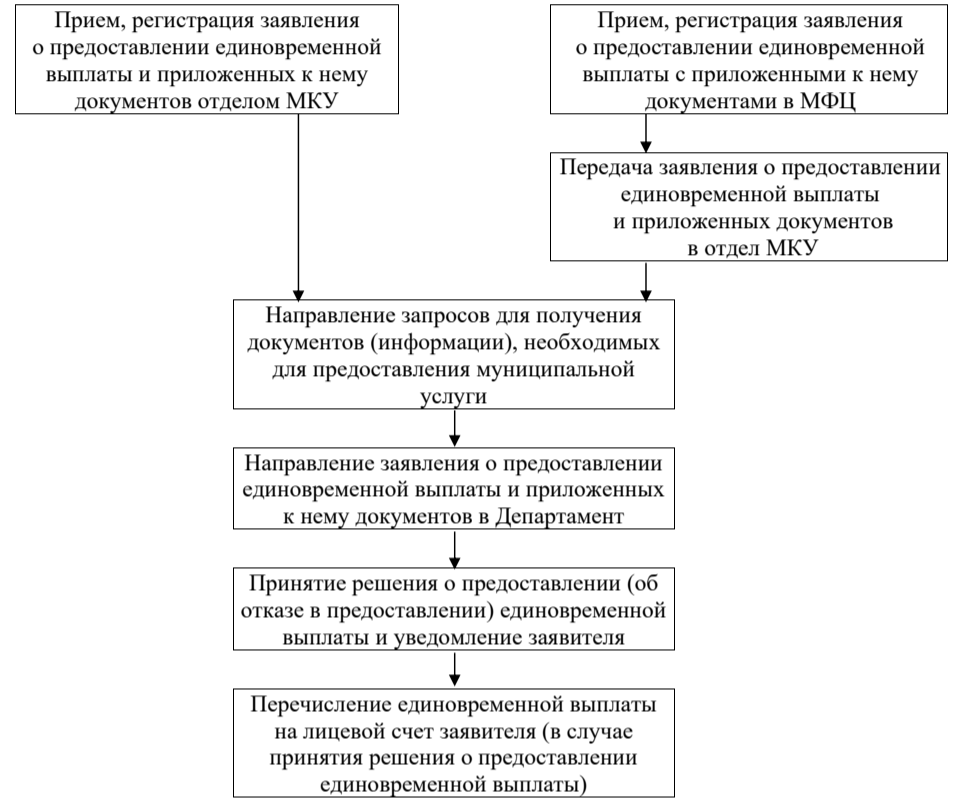 Прием, регистрация заявления
о предоставлении единовременной
выплаты и приложенных к нему
документов отделом МКУ
Прием, регистрация заявления
о предоставлении единовременной
выплаты с приложенными к нему
документами в МФЦ
Передача заявления о предоставлении
единовременной выплаты
и приложенных документов
в отдел МКУ
Направление запросов для получения
документов (информации), необходимых
для предоставления муниципальной
услуги
Направление заявления о предоставлении
единовременной выплаты и приложенных
к нему документов в Департамент
Принятие решения о предоставлении (об
отказе в предоставлении) единовременной
выплаты и уведомление заявителя
Перечисление единовременной выплаты
на лицевой счет заявителя (в случае
принятия решения о предоставлении
единовременной выплаты)